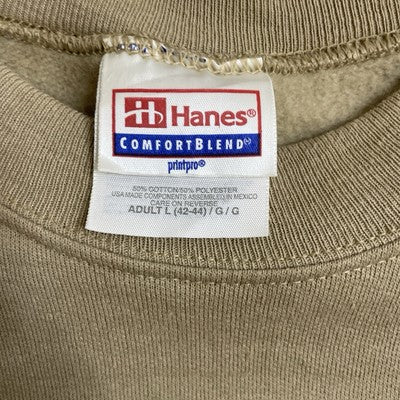 Hanes®
COMFORTBLEND®
printpro®
50% COTTON/50% POLYESTER
USA MADE COMPONENTS ASSEMBLED IN MEXICO
CARE ON REVERSE
ADULT L (42-44) / G / G